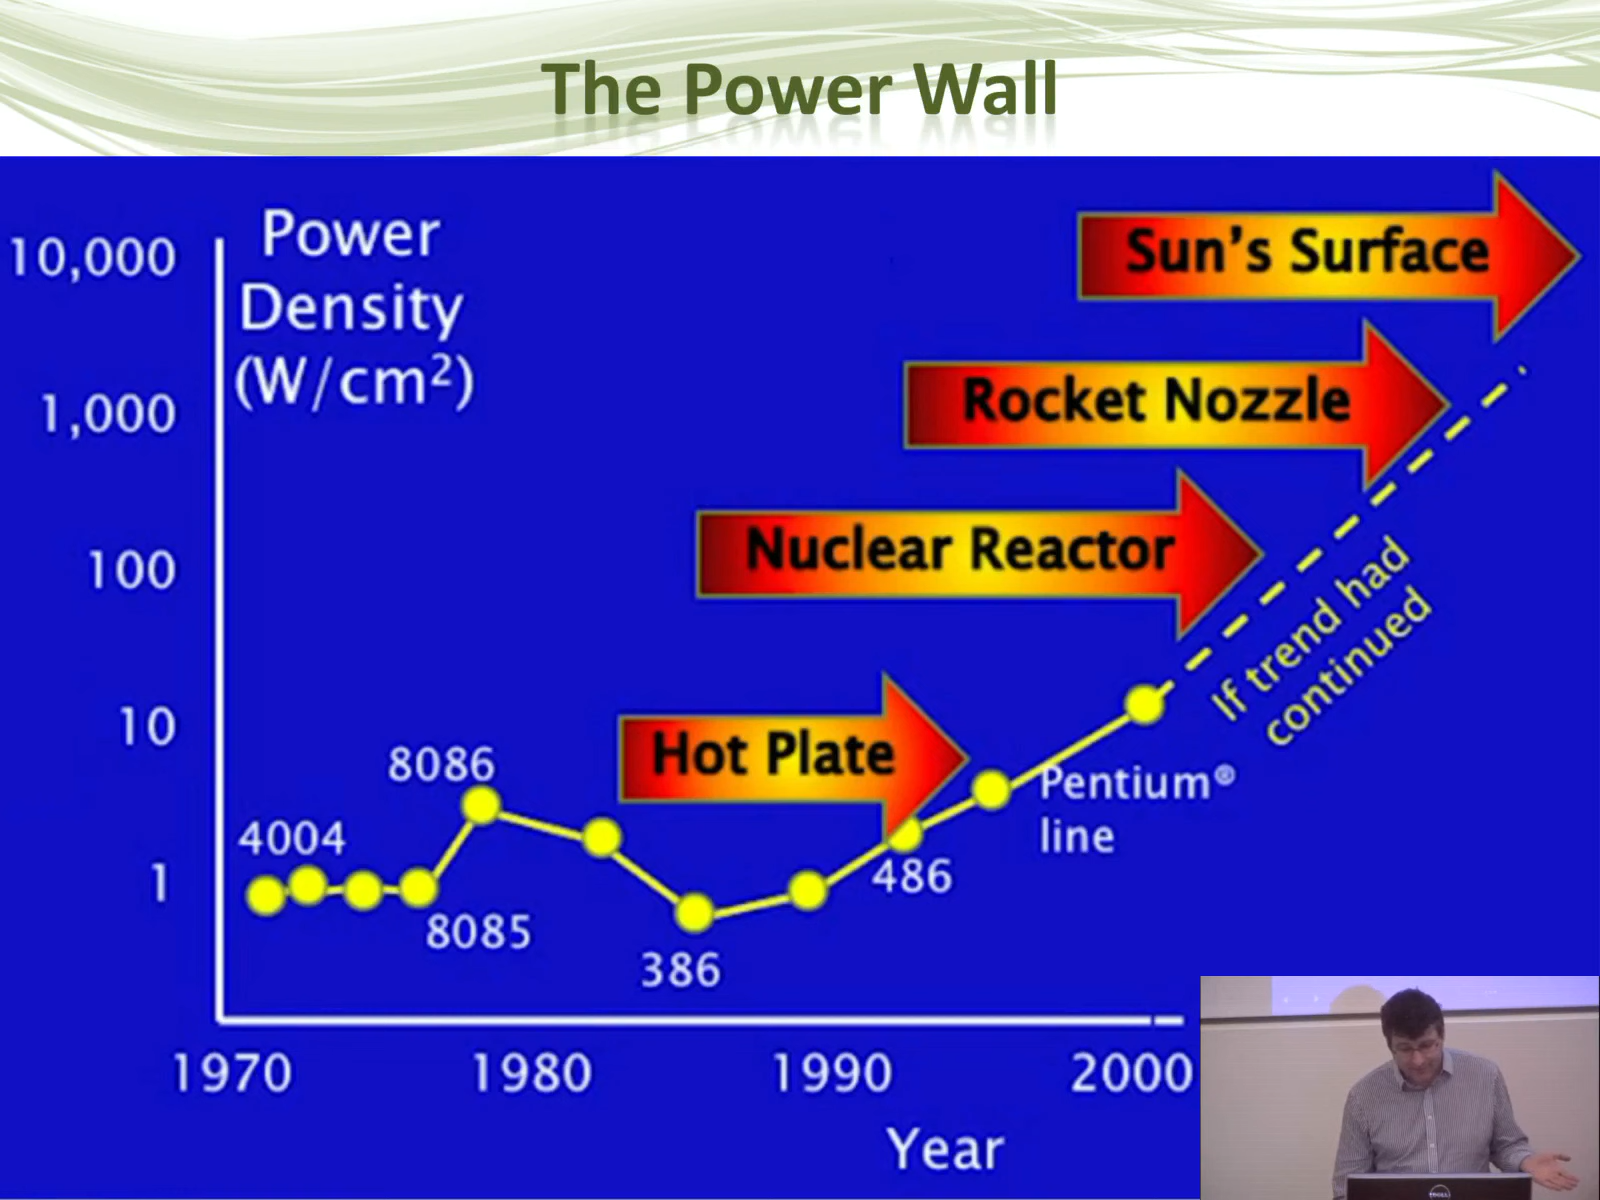 The Power Wall
Power
Density
(W/cm²)
10,000
1,000
100
10
1
Sun's Surface
Rocket Nozzle
Nuclear Reactor
Hot Plate
If trend had
continued
8086
4004
8085
386
486
Pentium®
line
1970
1980
1990
2000
Year
DELL